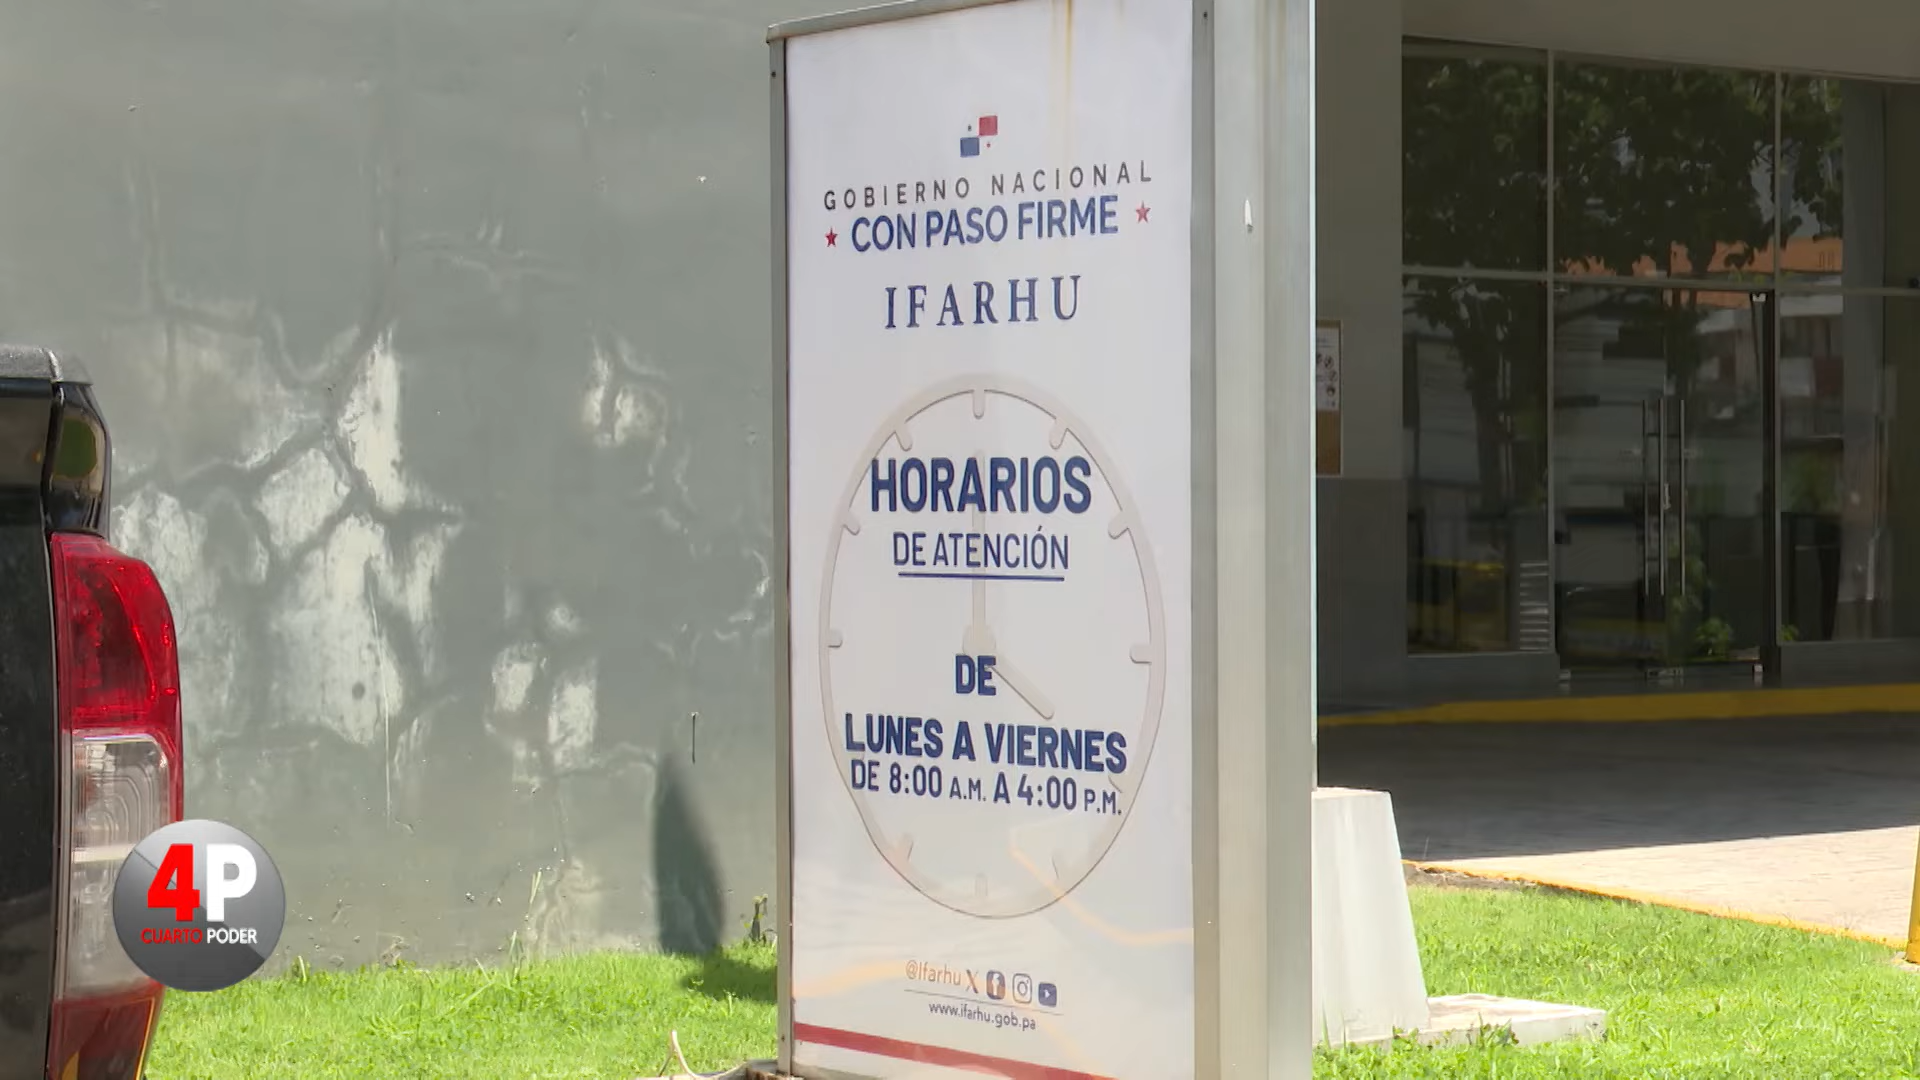 GOBIERNO NACIONAL
CON PASO FIRME
IFARHU
HORARIOS
DE ATENCIÓN
DE
LUNES A VIERNES
DE 8:00 A.M. A 4:00 P.M.
@Ifarhu
www.ifarhu.gob.pa
4P
CUARTO PODER